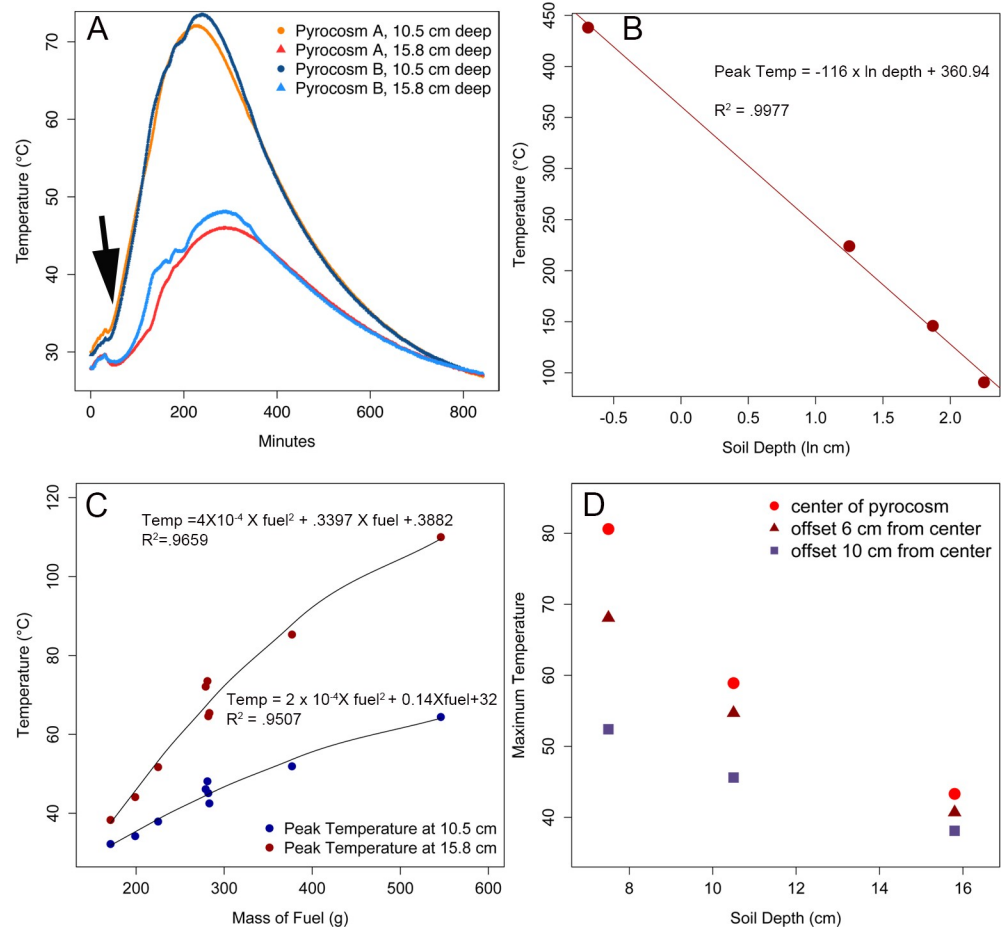 A
Pyrocosm A, 10.5 cm deep
Pyrocosm A, 15.8 cm deep
Pyrocosm B, 10.5 cm deep
Pyrocosm B, 15.8 cm deep
Temperature (°C)
70
60
50
40
30
0 200 400 600 800
Minutes
B
Peak Temp = -116 x ln depth + 360.94
R² = .9977
Temperature (°C)
450
400
350
300
250
200
150
100
-0.5 0.0 0.5 1.0 1.5 2.0
Soil Depth (ln cm)
C
Temp =4X10⁻⁴ X fuel² + .3397 X fuel +.3882
R²=.9659
Temp = 2 x 10⁻⁴X fuel² + 0.14Xfuel+32
R² = .9507
Peak Temperature at 10.5 cm
Peak Temperature at 15.8 cm
Temperature (°C)
120
100
80
60
40
200 300 400 500 600
Mass of Fuel (g)
D
center of pyrocosm
offset 6 cm from center
offset 10 cm from center
Maximum Temperature
80
70
60
50
40
8 10 12 14 16
Soil Depth (cm)